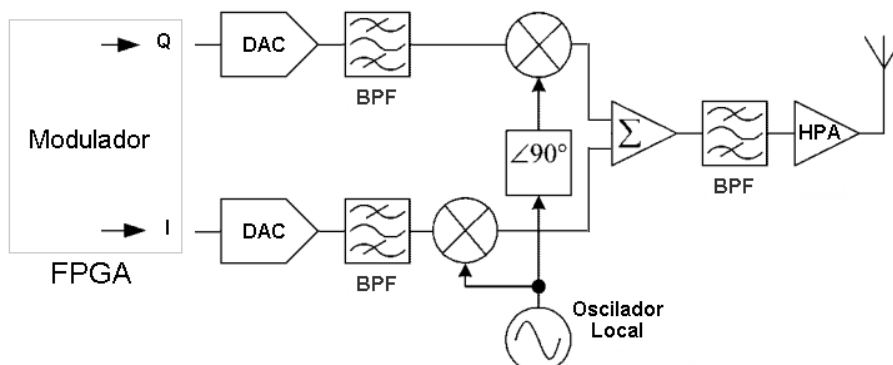 Q
DAC
BPF
Modulador
∠90°
Σ
HPA
BPF
I
DAC
BPF
FPGA
Oscilador
Local